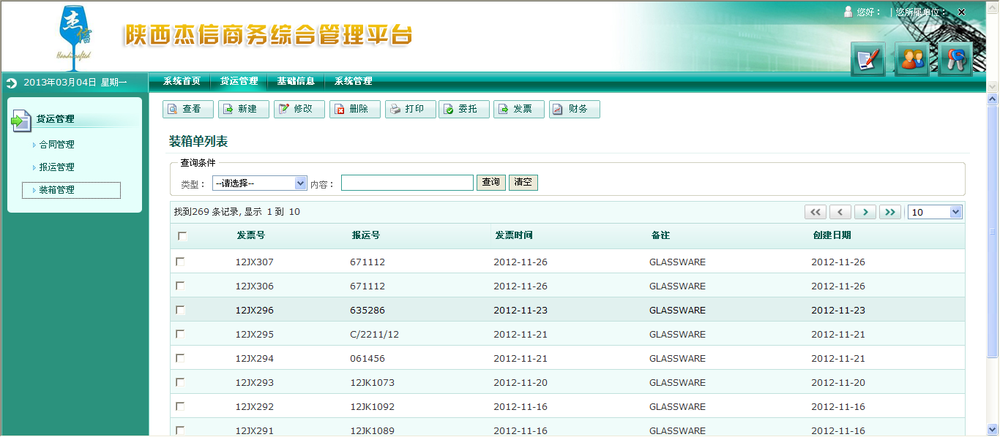 杰信
Handicrafted
陕西杰信商务综合管理平台
您好： | 您所属单位：
2013年03月04日 星期一
系统首页 货运管理 基础信息 系统管理
货运管理
合同管理
报运管理
装箱管理
查看 新建 修改 删除 打印 委托 发票 财务
装箱单列表
查询条件
类型： --请选择-- 内容： 查询 清空
找到269 条记录, 显示 1 到 10
<< < > >> 10
发票号 报运号 发票时间 备注 创建日期
12JX307 671112 2012-11-26 GLASSWARE 2012-11-26
12JX306 671112 2012-11-26 GLASSWARE 2012-11-26
12JX296 635286 2012-11-23 GLASSWARE 2012-11-23
12JX295 C/2211/12 2012-11-21 GLASSWARE 2012-11-21
12JX294 061456 2012-11-21 GLASSWARE 2012-11-21
12JX293 12JK1073 2012-11-20 GLASSWARE 2012-11-20
12JX292 12JK1092 2012-11-16 GLASSWARE 2012-11-16
12JX291 12JK1089 2012-11-16 GLASSWARE 2012-11-16